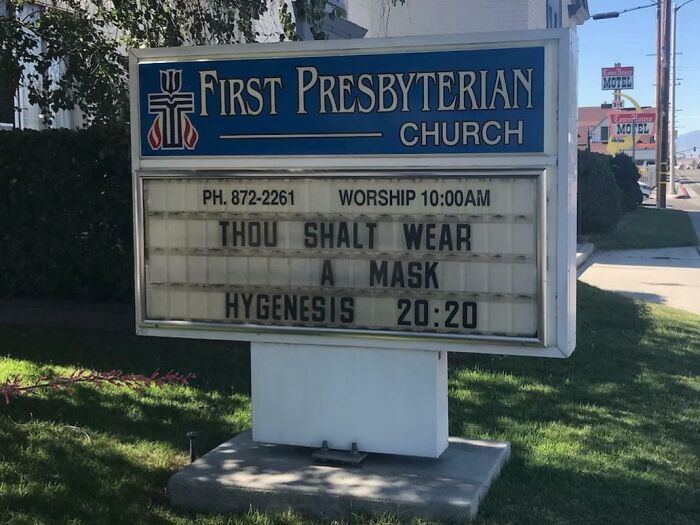 FIRST PRESBYTERIAN
CHURCH
PH. 872-2261 WORSHIP 10:00AM
THOU SHALT WEAR
A MASK
HYGENESIS 20:20
MOTEL
MOTEL